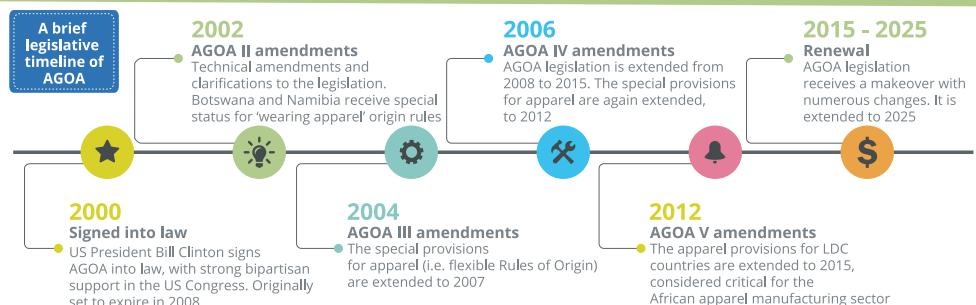 A brief
legislative
timeline of
AGOA
2000
Signed into law
US President Bill Clinton signs
AGOA into law, with strong bipartisan
support in the US Congress. Originally
set to expire in 2008
2002
AGOA II amendments
Technical amendments and
clarifications to the legislation.
Botswana and Namibia receive special
status for ‘wearing apparel’ origin rules
2004
AGOA III amendments
The special provisions
for apparel (i.e. flexible Rules of Origin)
are extended to 2007
2006
AGOA IV amendments
AGOA legislation is extended from
2008 to 2015. The special provisions
for apparel are again extended,
to 2012
2012
AGOA V amendments
The apparel provisions for LDC
countries are extended to 2015,
considered critical for the
African apparel manufacturing sector
2015 - 2025
Renewal
AGOA legislation
receives a makeover with
numerous changes. It is
extended to 2025
$